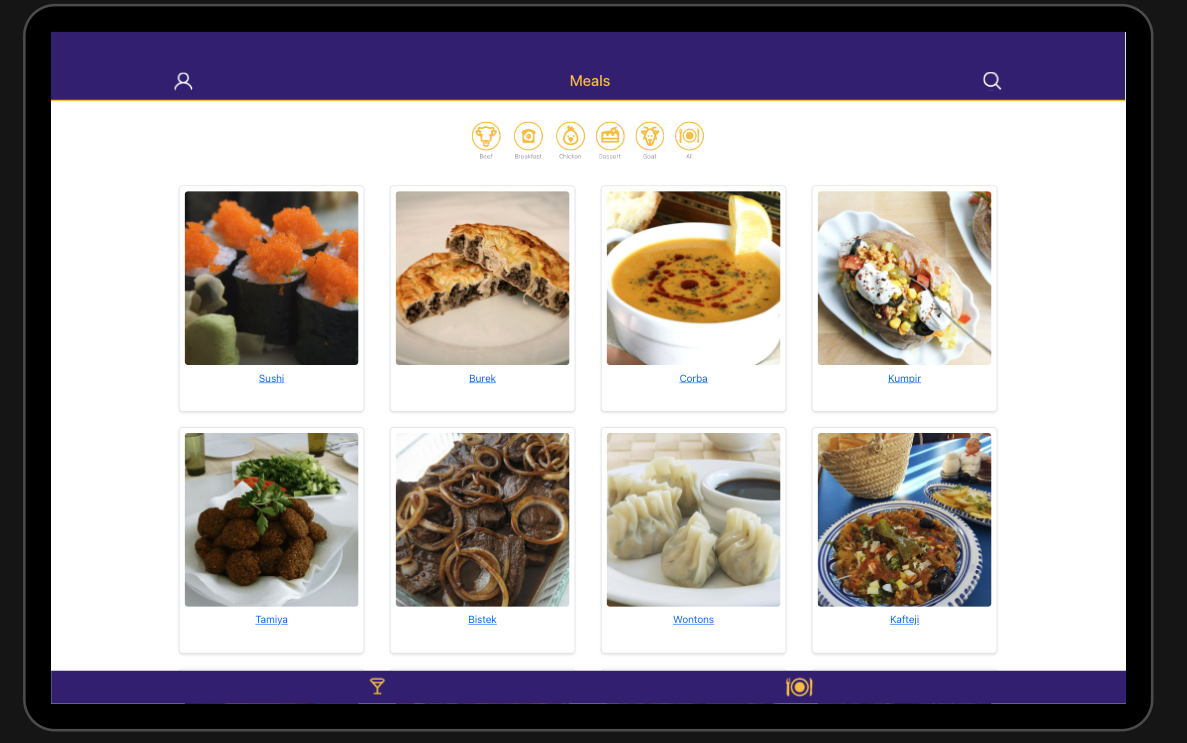 Meals
Beef
Breakfast
Chicken
Dessert
Goat
All
Sushi
Burek
Corba
Kumpir
Tamiya
Bistek
Wontons
Kafteji